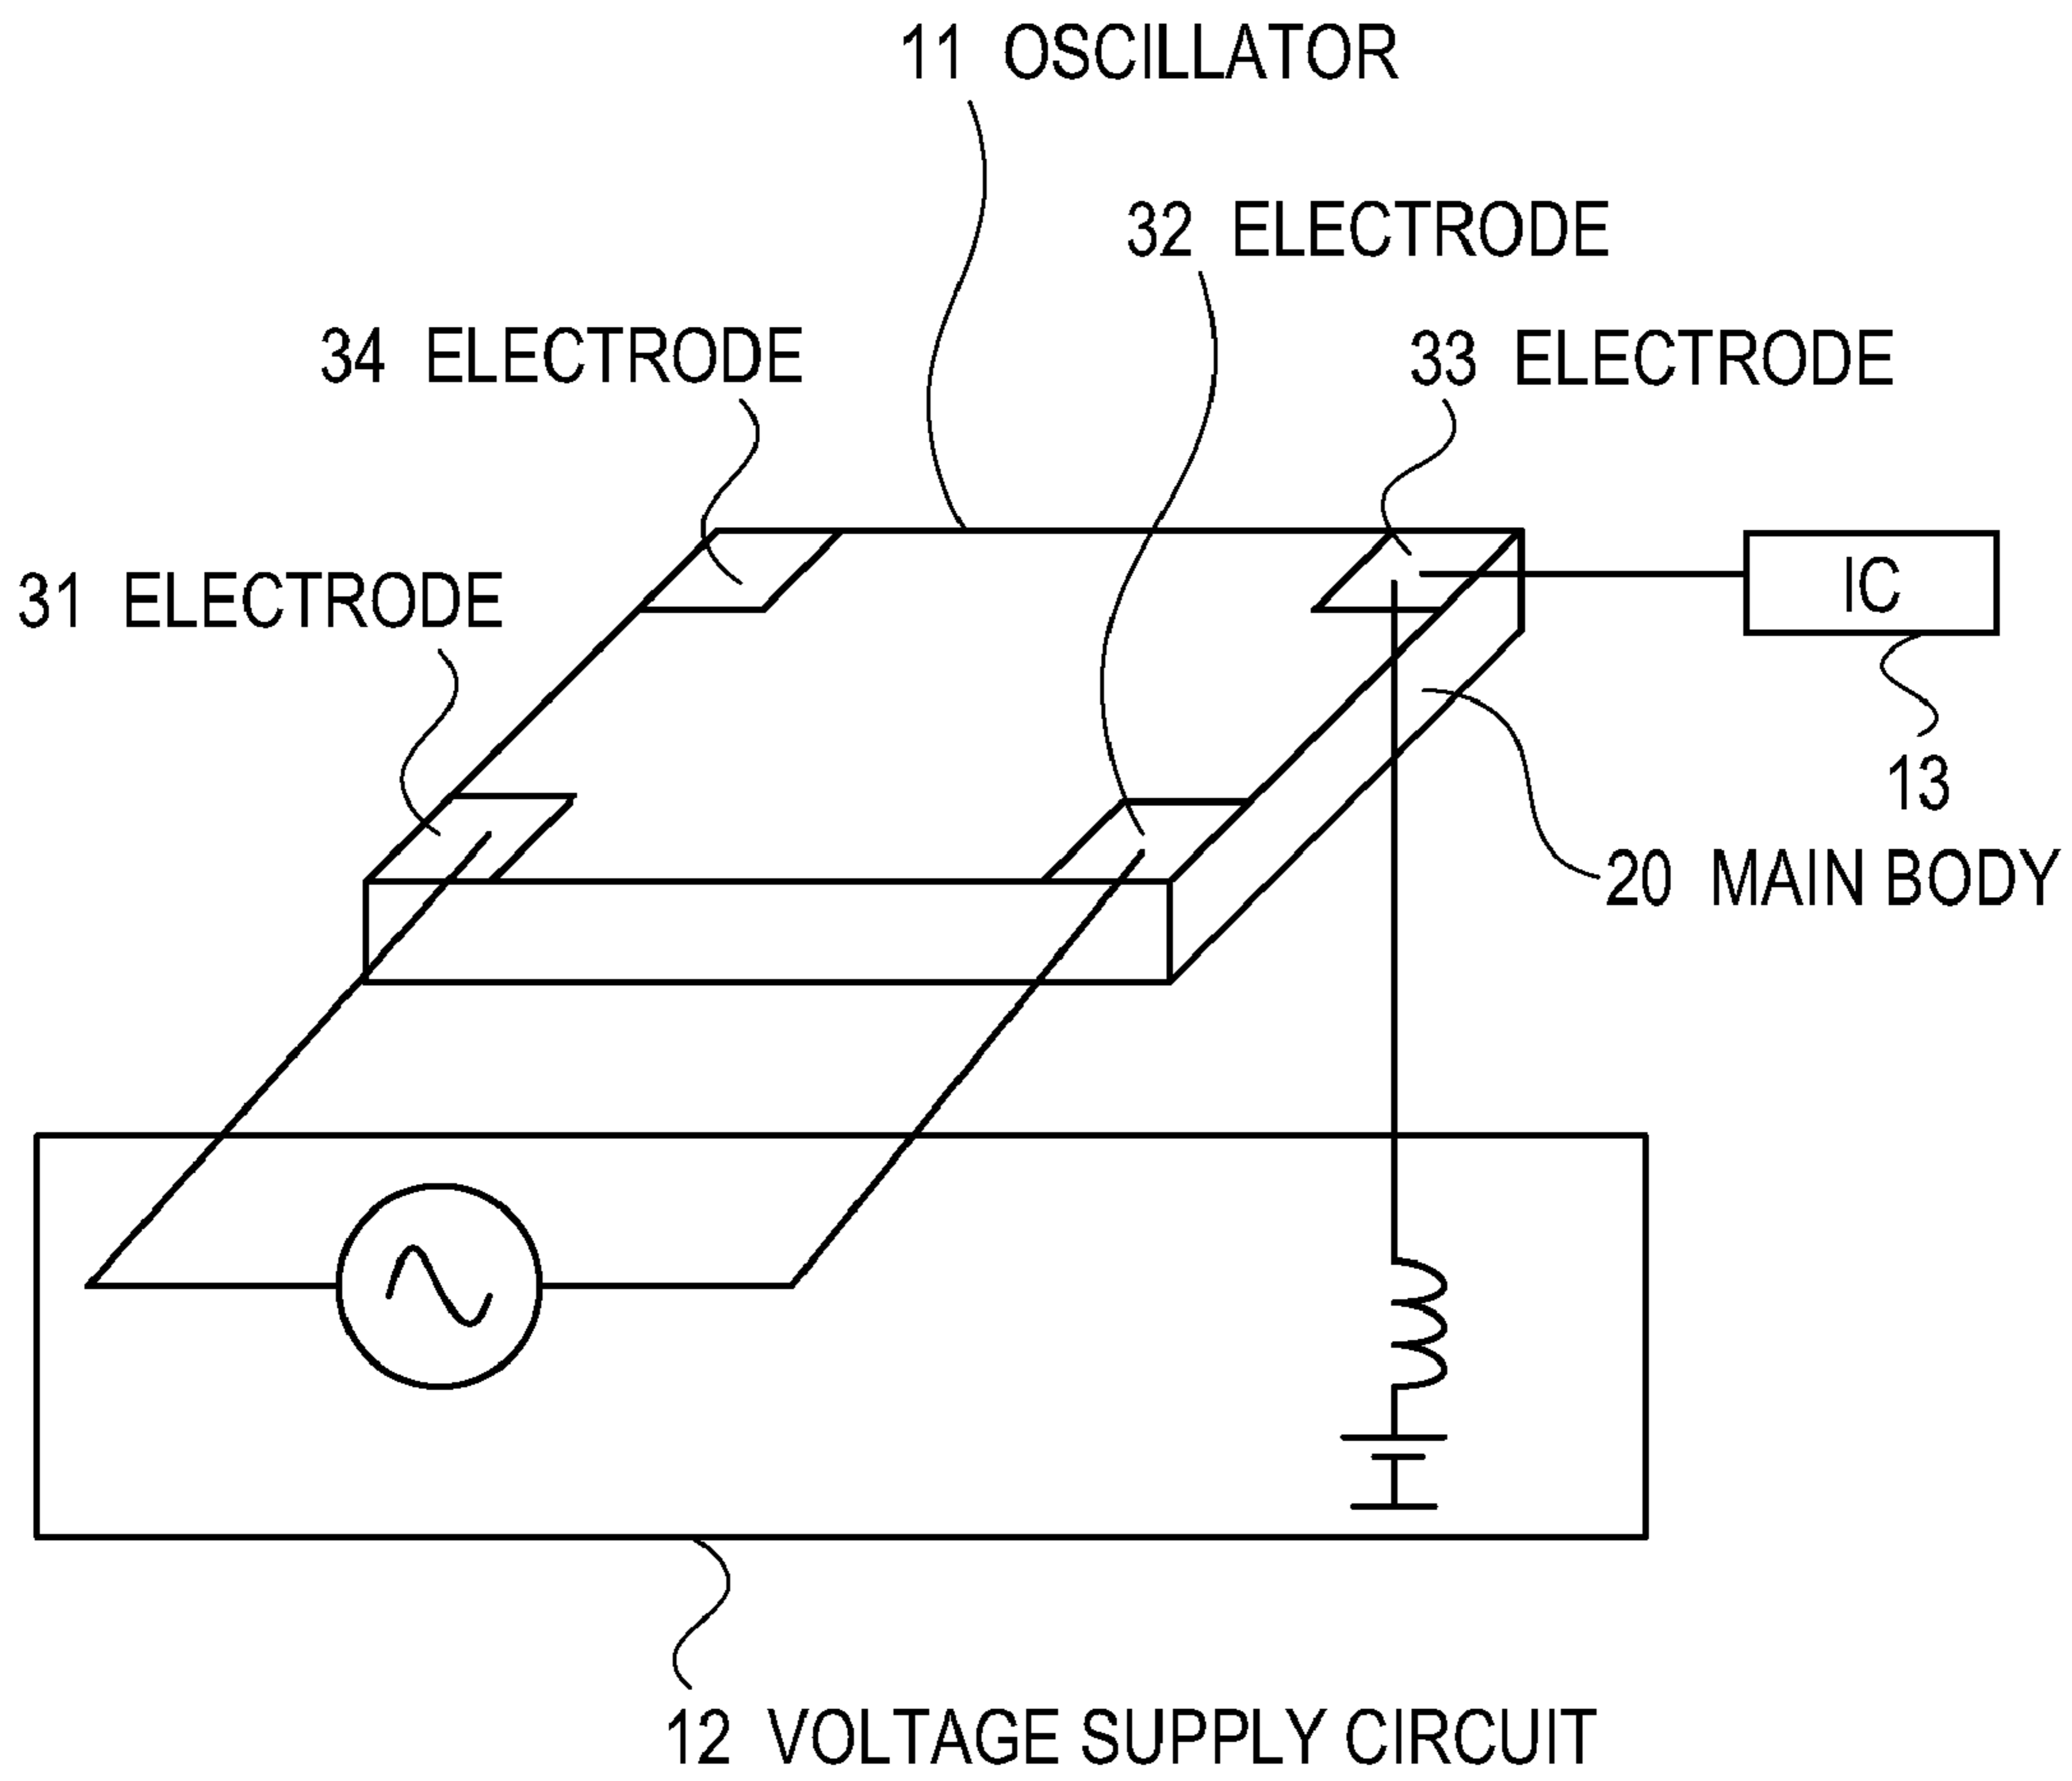 11 OSCILLATOR
32 ELECTRODE
34 ELECTRODE
33 ELECTRODE
31 ELECTRODE
IC
13
20 MAIN BODY
12 VOLTAGE SUPPLY CIRCUIT